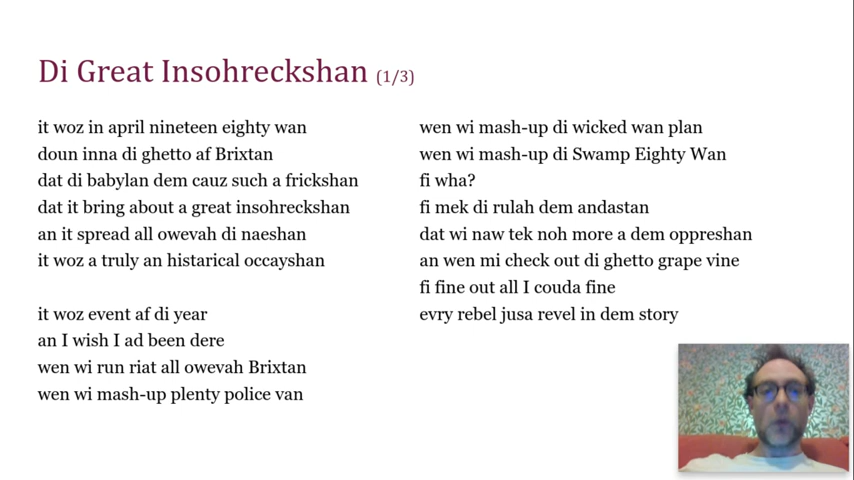 Di Great Insohreckshan (1/3)
it woz in april nineteen eighty wan
doun inna di ghetto af Brixtan
dat di babylan dem cauz such a frickshan
dat it bring about a great insohreckshan
an it spread all owevah di naeshan
it woz a truly an histarical occayshan
it woz event af di year
an I wish I ad been dere
wen wi run riat all owevah Brixtan
wen wi mash-up plenty police van
wen wi mash-up di wicked wan plan
wen wi mash-up di Swamp Eighty Wan
fi wha?
fi mek di rulah dem andastan
dat wi naw tek noh more a dem oppreshan
an wen mi check out di ghetto grape vine
fi fine out all I couda fine
evry rebel jusa revel in dem story